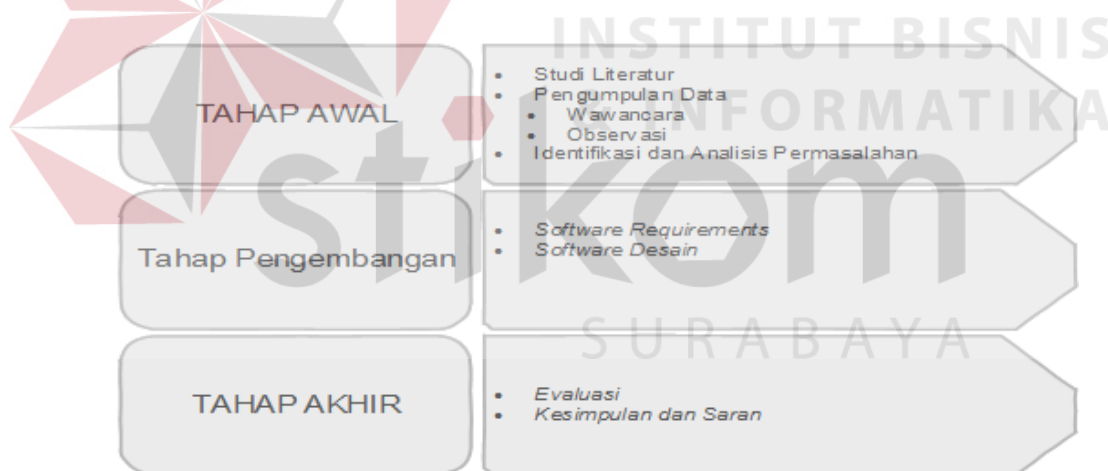 INSTITUT BISNIS
& INFORMATIKA
stikom
SURABAYA
TAHAP AWAL
• Studi Literatur
• Pengumpulan Data
• Wawancara
• Observasi
• Identifikasi dan Analisis Permasalahan
Tahap Pengembangan
• Software Requirements
• Software Desain
TAHAP AKHIR
• Evaluasi
• Kesimpulan dan Saran